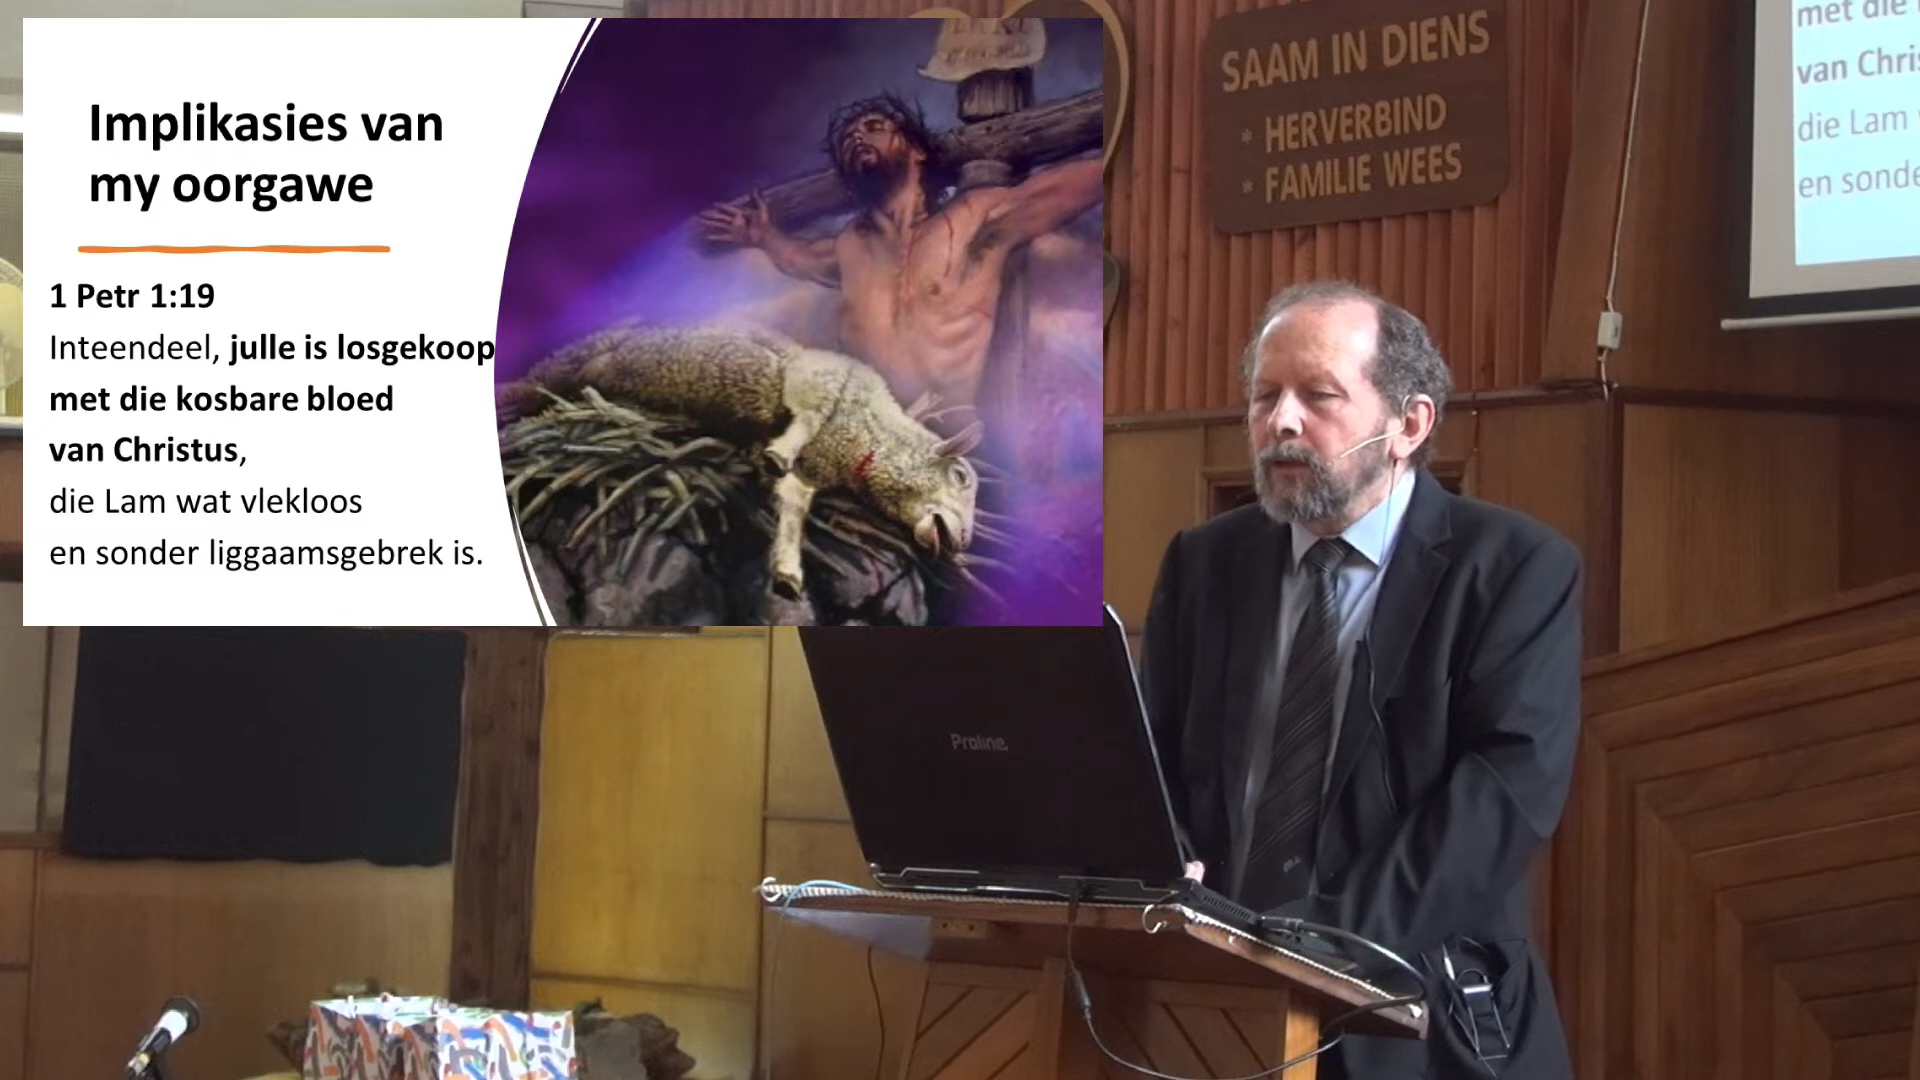 Implikasies van
my oorgawe
1 Petr 1:19
Inteendeel, julle is losgekoop
met die kosbare bloed
van Christus,
die Lam wat vlekloos
en sonder liggaamsgebrek is.
SAAM IN DIENS
* HERVERBIND
* FAMILIE WEES
met die
van Chris
die Lam
en sonde
Proline